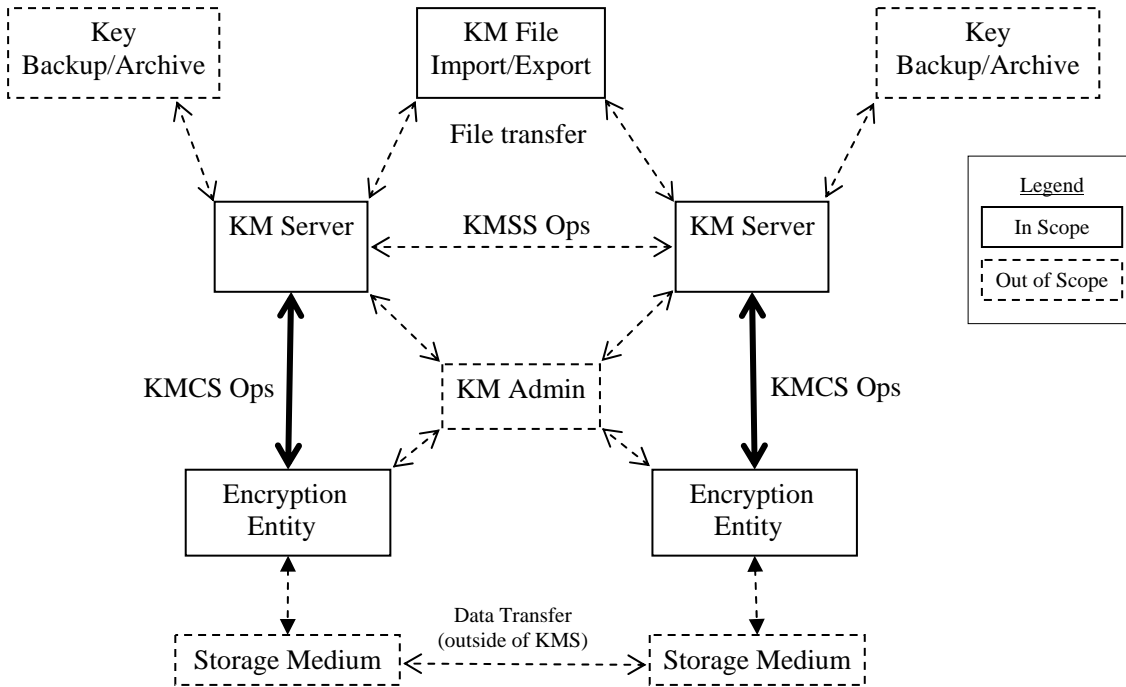 Key
Backup/Archive
KM File
Import/Export
Key
Backup/Archive
File transfer
Legend
In Scope
Out of Scope
KM Server
KMSS Ops
KM Server
KMCS Ops
KM Admin
KMCS Ops
Encryption
Entity
Encryption
Entity
Data Transfer
(outside of KMS)
Storage Medium
Storage Medium